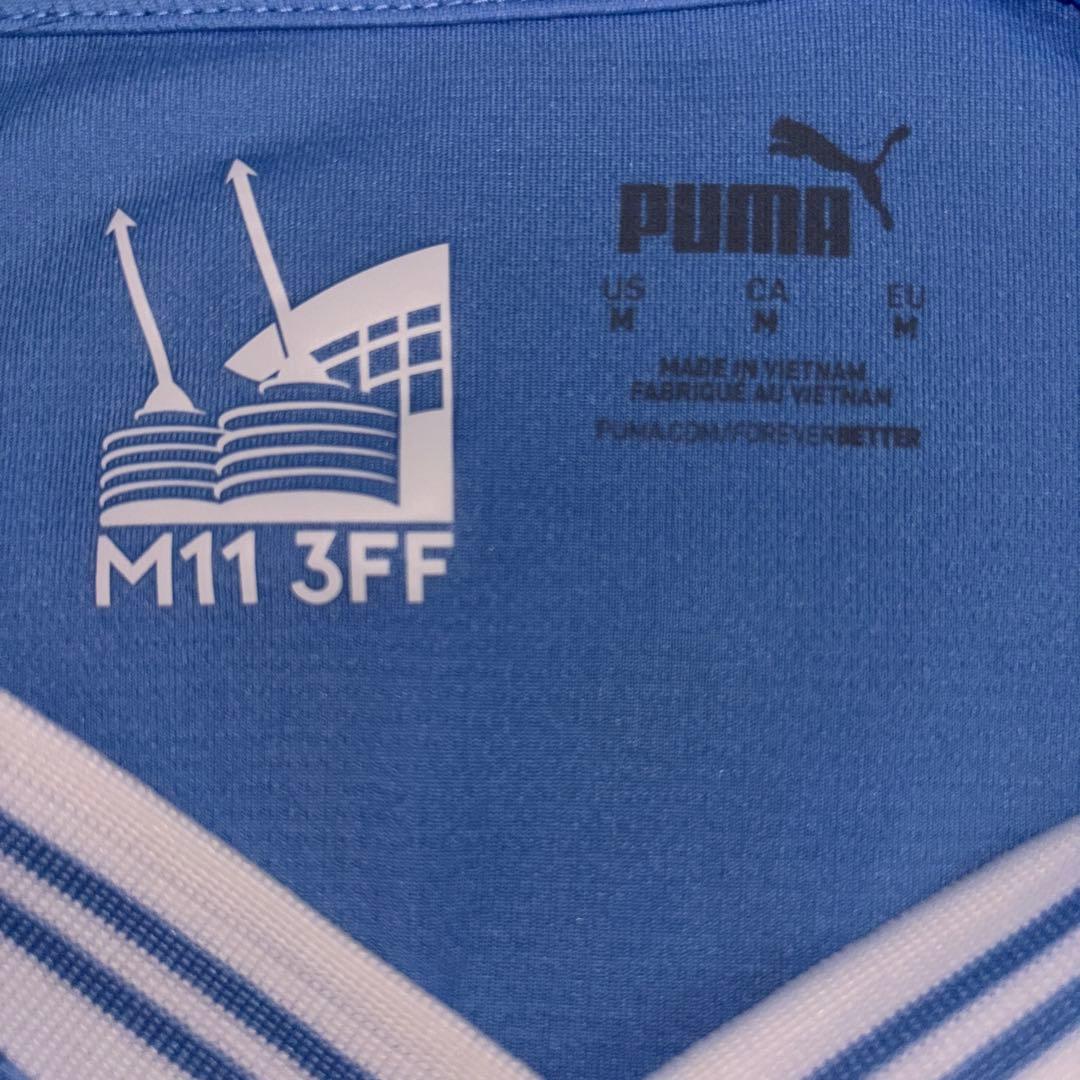 M11 3FF
PUMA
US CA EU
M M M
MADE IN VIETNAM
FABRIQUÉ AU VIETNAM
PUMA.COM/FOREVERBETTER